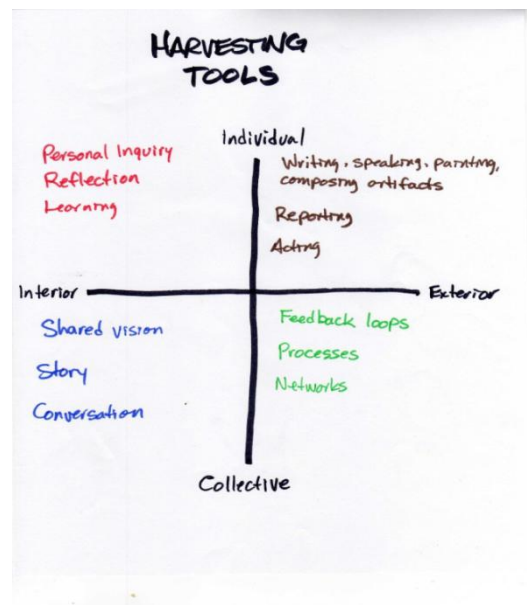 HARVESTING
TOOLS
Individual
Personal Inquiry
Reflection
Learning
Writing, speaking, painting,
composing artifacts
Reporting
Acting
Interior
Exterior
Shared vision
Story
Conversation
Feedback loops
Processes
Networks
Collective